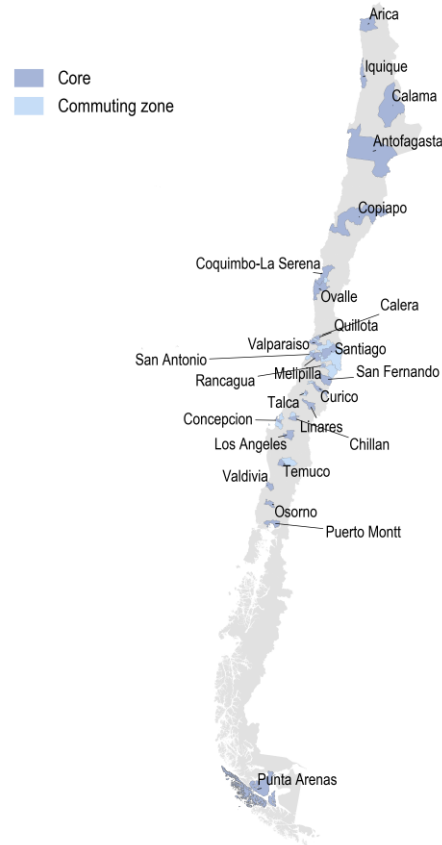 Arica
Iquique
Core
Calama
Commuting zone
Antofagasta
Copiapo
Coquimbo-La Serena
Ovalle
Calera
Quillota
Valparaiso
Santiago
San Antonio
Melipilla
San Fernando
Rancagua
Curico
Talca
Concepcion
Linares
Los Angeles
Chillan
Temuco
Valdivia
Osorno
Puerto Montt
Punta Arenas